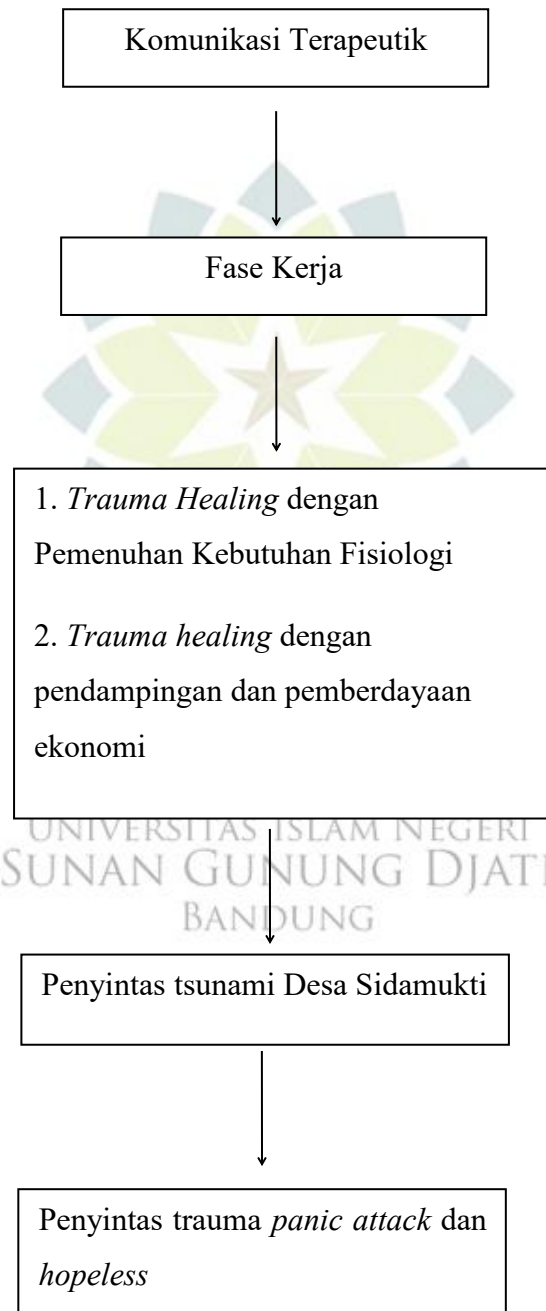 Komunikasi Terapeutik
Fase Kerja
1. Trauma Healing dengan
Pemenuhan Kebutuhan Fisiologi
2. Trauma healing dengan
pendampingan dan pemberdayaan
ekonomi
UNIVERSITAS ISLAM NEGERI
SUNAN GUNUNG DJATI
BANDUNG
Penyintas tsunami Desa Sidamukti
Penyintas trauma panic attack dan
hopeless